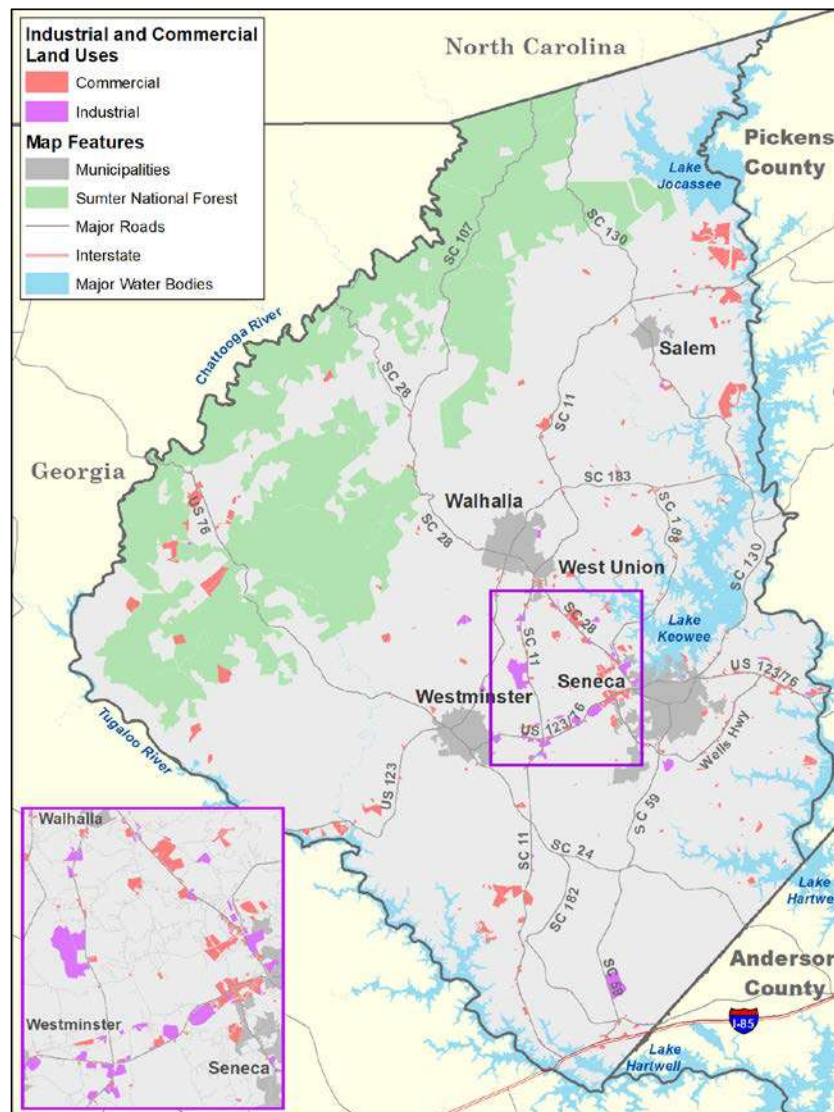 Industrial and Commercial
Land Uses
Commercial
Industrial
Map Features
Municipalities
Sumter National Forest
Major Roads
Interstate
Major Water Bodies
North Carolina
Pickens
County
Lake
Jocassee
SC 107
SC 130
Chattooga River
Salem
SC 28
SC 11
Georgia
US 76
SC 183
Walhalla
SC 188
SC 28
SC 130
West Union
SC 28
Lake
Keowee
SC 11
Seneca
US 123/76
Westminster
US 123/76
Wells Hwy
Tugaloo River
US 123
SC 59
SC 11
SC 24
SC 182
Lake
Hartwe
SC 59
Anderson
County
I-85
Lake
Hartwell
Walhalla
Westminster
Seneca